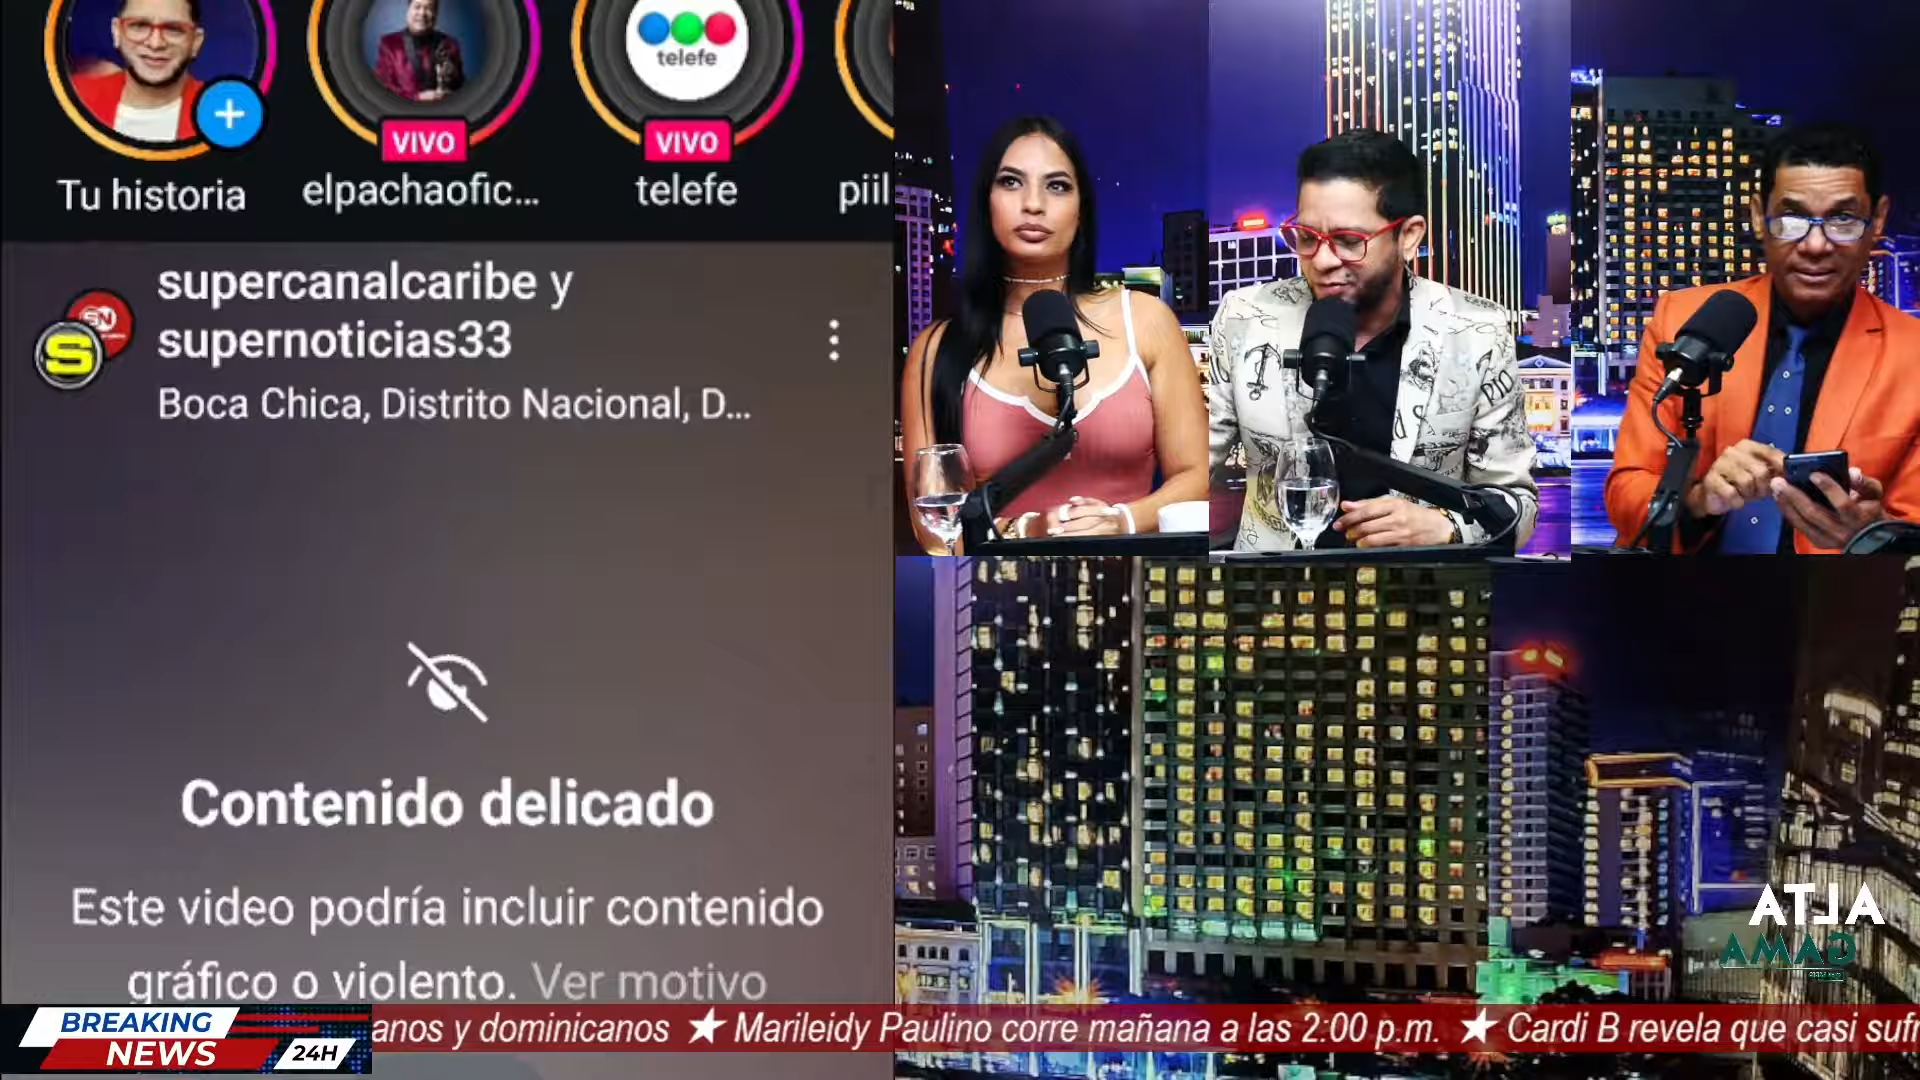 Tu historia
VIVO
elpachaofic...
telefe
VIVO
telefe
piil
SN
S
supercanalcaribe y
supernoticias33
Boca Chica, Distrito Nacional, D...
Contenido delicado
Este video podría incluir contenido
gráfico o violento. Ver motivo
BREAKING
NEWS
24H
anos y dominicanos ★ Marileidy Paulino corre mañana a las 2:00 p.m. ★ Cardi B revela que casi sufr